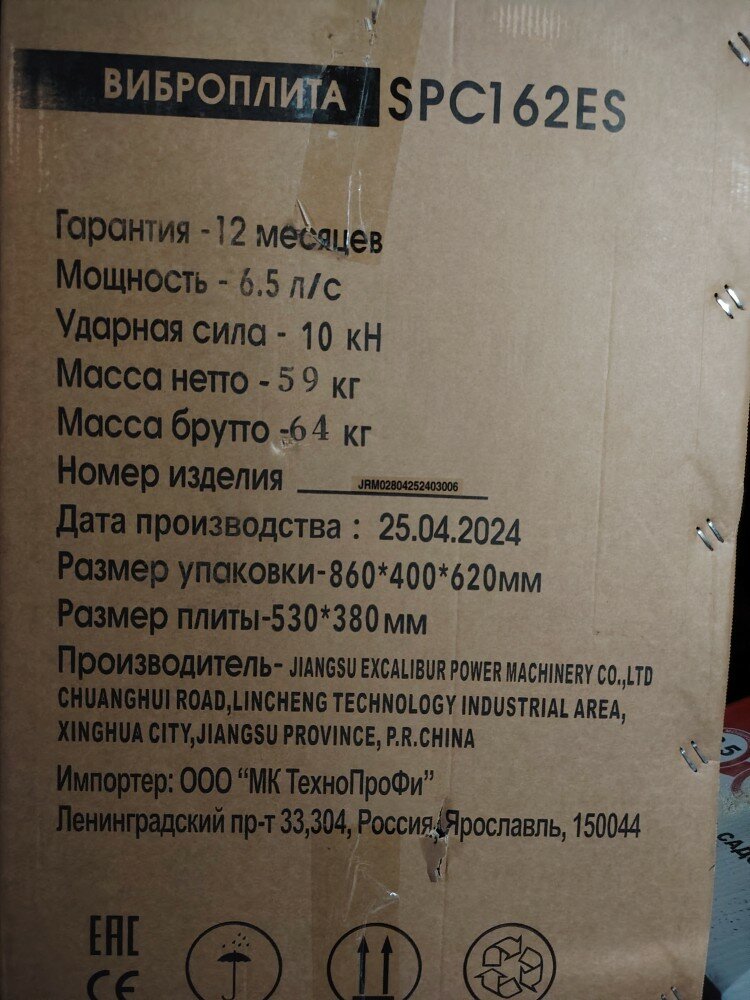 ВИБРОПЛИТА SPC162ES
Гарантия - 12 месяцев
Мощность - 6.5 л/с
Ударная сила - 10 кН
Масса нетто - 59 кг
Масса брутто -64 кг
Номер изделия JRM02804252403006
Дата производства : 25.04.2024
Размер упаковки-860*400*620мм
Размер плиты-530*380мм
Производитель- JIANGSU EXCALIBUR POWER MACHINERY CO.,LTD
CHUANGHUI ROAD,LINCHENG TECHNOLOGY INDUSTRIAL AREA,
XINGHUA CITY,JIANGSU PROVINCE, P.R.CHINA
Импортер: ООО “МК ТехноПроФи”
Ленинградский пр-т 33,304, Россия, Ярославль, 150044
EAC
CE